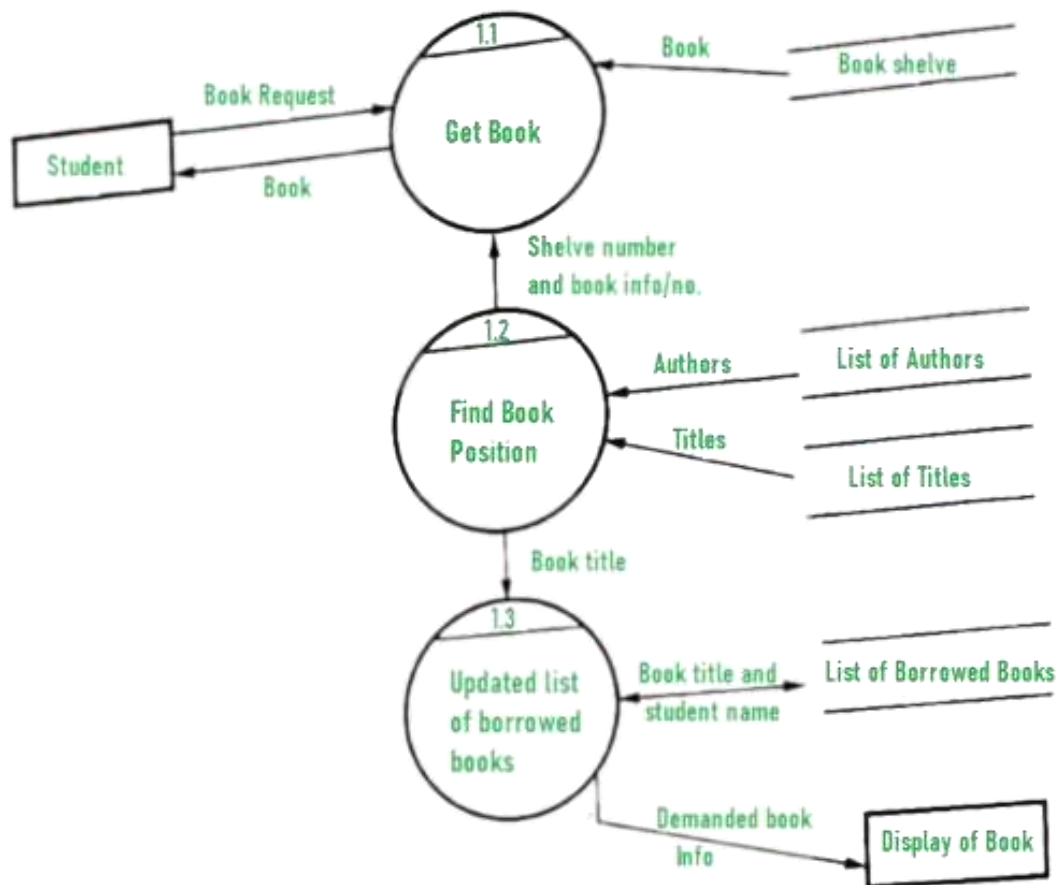 1.1
Book
Book shelve
Book Request
Get Book
Student
Book
Shelve number
and book info/no.
1.2
Authors
List of Authors
Find Book
Position
Titles
List of Titles
Book title
1.3
Updated list
of borrowed
books
Book title and
student name
List of Borrowed Books
Demanded book
Info
Display of Book